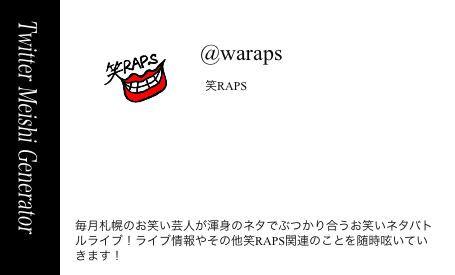 Twitter Meishi Generator
笑RAPS
@waraps
笑RAPS
毎月札幌のお笑い芸人が渾身のネタでぶつかり合うお笑いネタバト
ルライブ！ライブ情報やその他笑RAPS関連のことを随時呟いてい
きます！